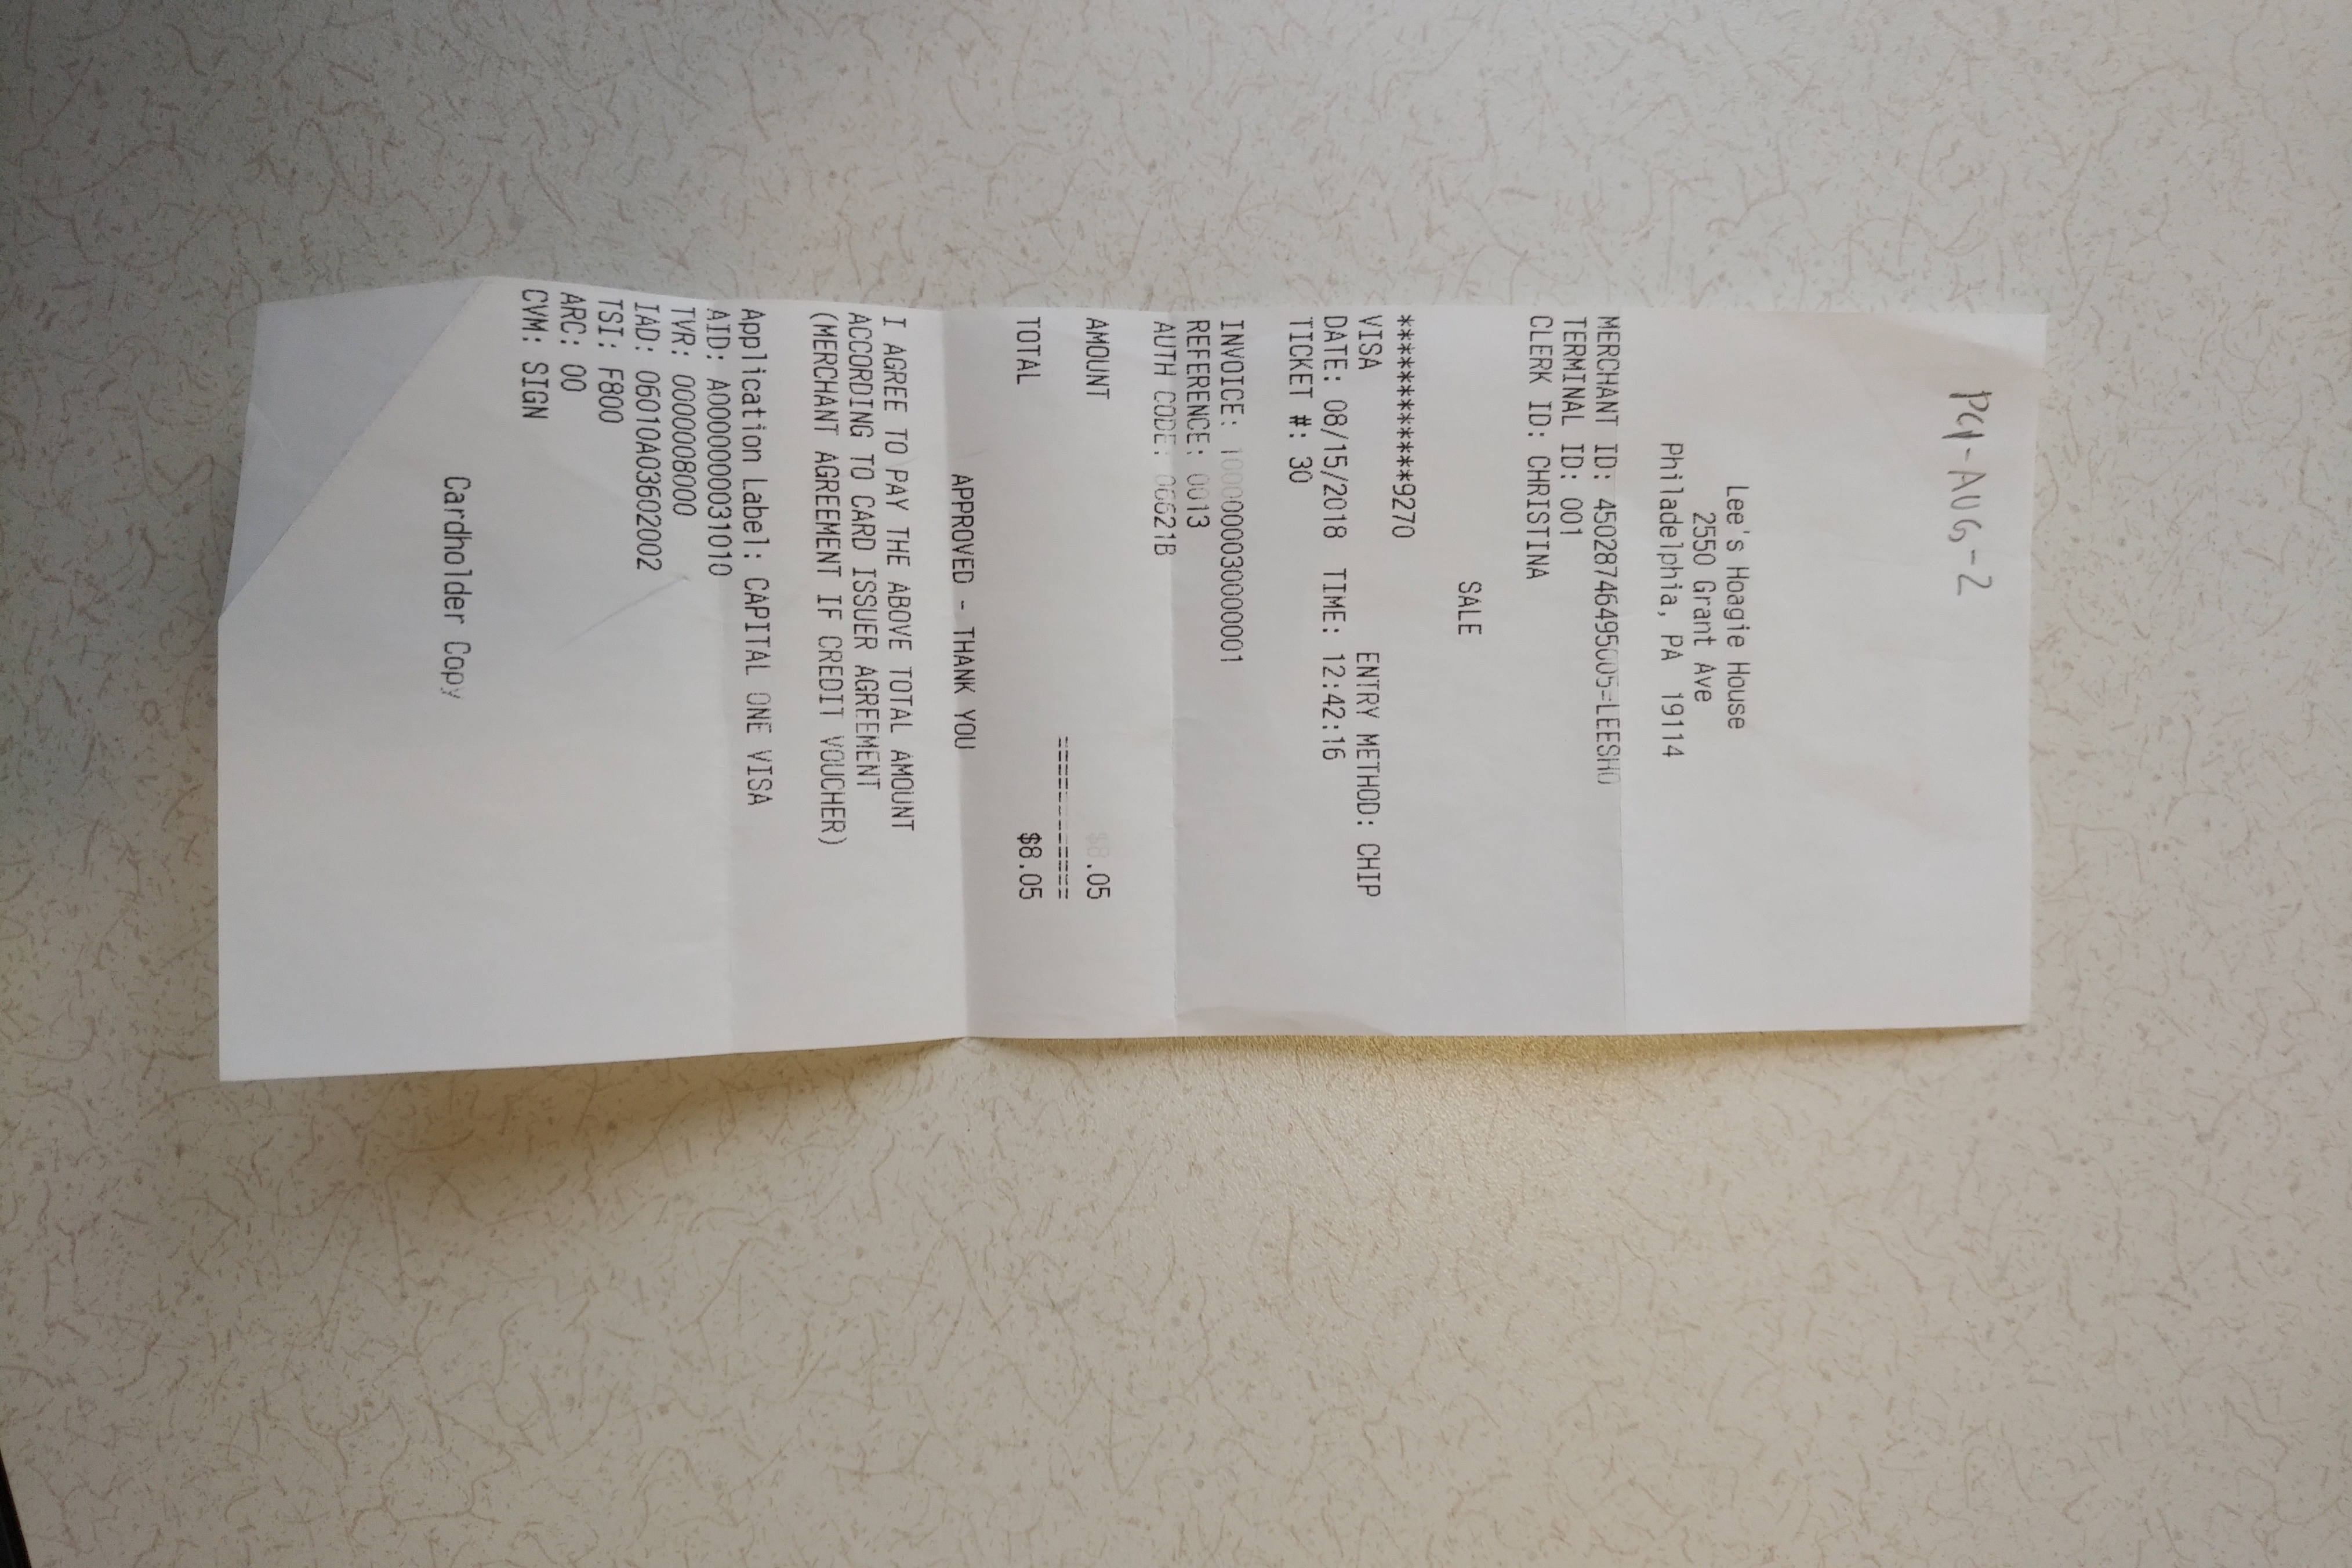 PC1-AUG-2
Lee's Hoagie House
2550 Grant Ave
Philadelphia, PA 19114
MERCHANT ID: 4502874649 5005=LEESHO
TERMINAL ID: 001
CLERK ID: CHRISTINA
SALE
************9270
VISA ENTRY METHOD: CHIP
DATE: 08/15/2018 TIME: 12:42:16
TICKET #: 30
INVOICE:
REFERENCE: 0013
AUTH CODE: 06621B
AMOUNT $8.05
==========
TOTAL $8.05
APPROVED - THANK YOU
I AGREE TO PAY THE ABOVE TOTAL AMOUNT
ACCORDING TO CARD ISSUER AGREEMENT
(MERCHANT AGREEMENT IF CREDIT VOUCHER)
Application Label: CAPITAL ONE VISA
AID: A0000000031010
TVR: 0000008000
IAD: 06010A03602002
TSI: F800
ARC: 00
CVM: SIGN
Cardholder Copy